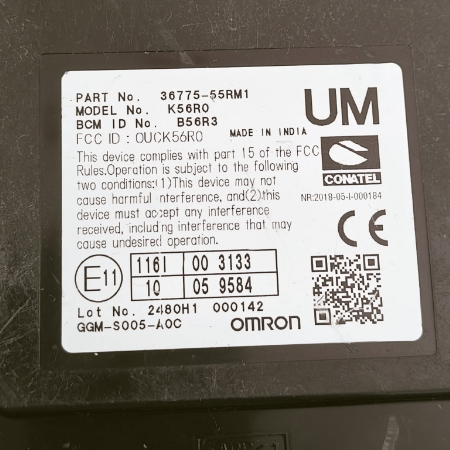 PART No. 36775-55RM1
MODEL No. K56R0
BCM ID No. B56R3
FCC ID : OUCK56R0 MADE IN INDIA
UM
This device complies with part 15 of the FCC
Rules.Operation is subject to the following
two conditions:(1)This device may not
cause harmful interference, and(2)this
device must accept any interference
received, including interference that may
cause undesired operation.
CONATEL
NR:2018-05-I-000184
CE
E11
116I 00 3133
10 05 9584
Lot No. 2480H1 000142
GGM-S005-A0C
OMRON